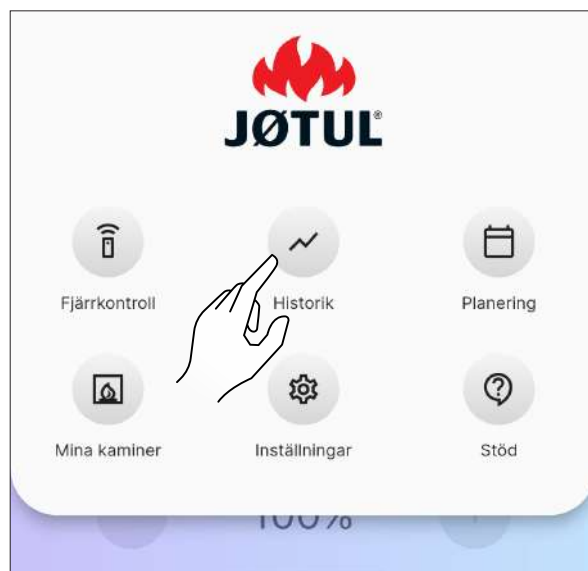 JØTUL®
Fjärrkontroll
Historik
Planering
Mina kaminer
Inställningar
Stöd
100%